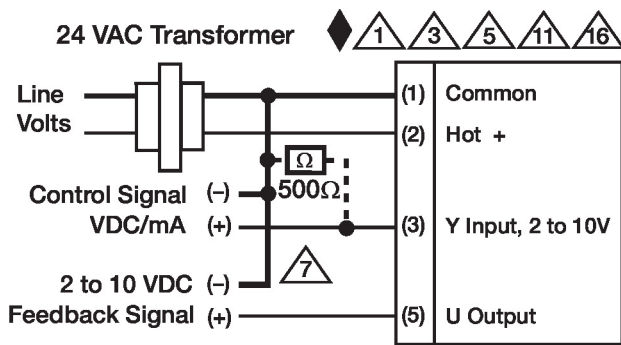 24 VAC Transformer 1 3 5 11 16
Line Volts
(1) Common
(2) Hot +
Ω
500Ω
Control Signal (–)
VDC/mA (+)
(3) Y Input, 2 to 10V
7
2 to 10 VDC (–)
Feedback Signal (+)
(5) U Output